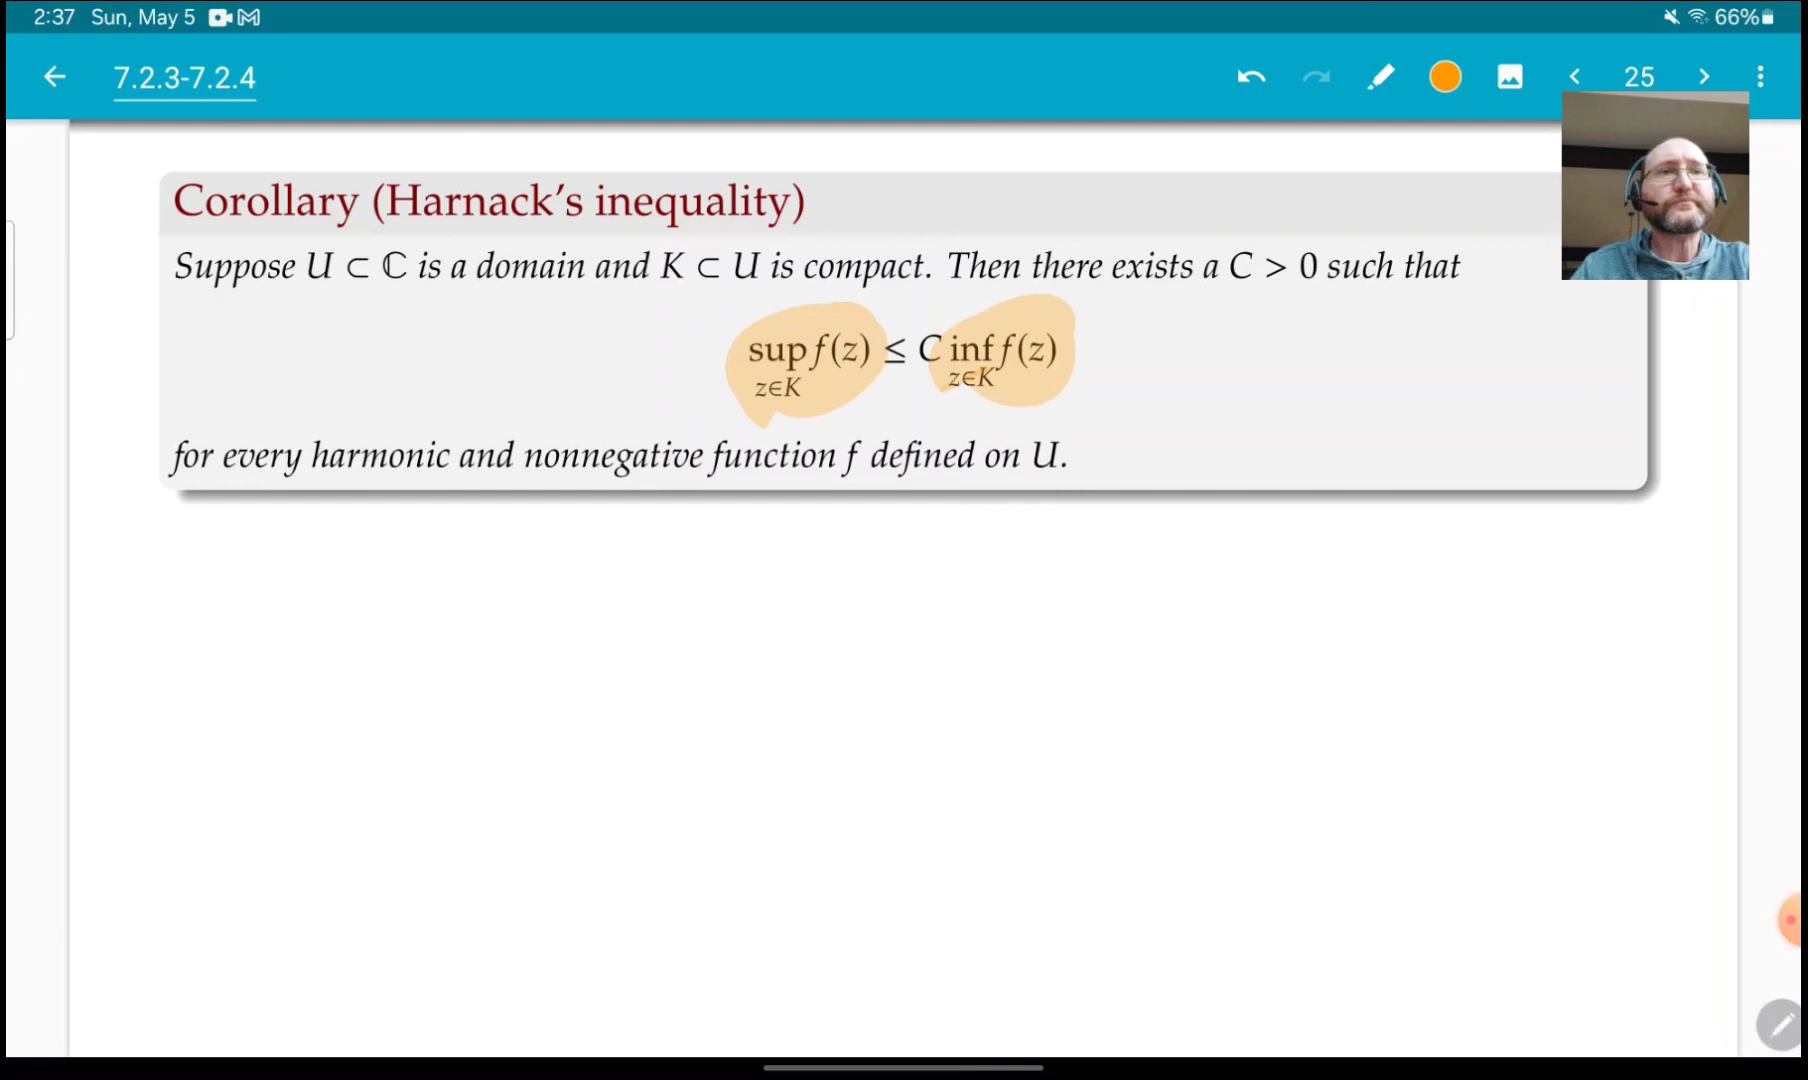 2:37 Sun, May 5 66%
7.2.3-7.2.4 25
Corollary (Harnack's inequality)
Suppose U ⊂ ℂ is a domain and K ⊂ U is compact. Then there exists a C > 0 such that
sup f(z) ≤ C inf f(z)
z∈K z∈K
for every harmonic and nonnegative function f defined on U.